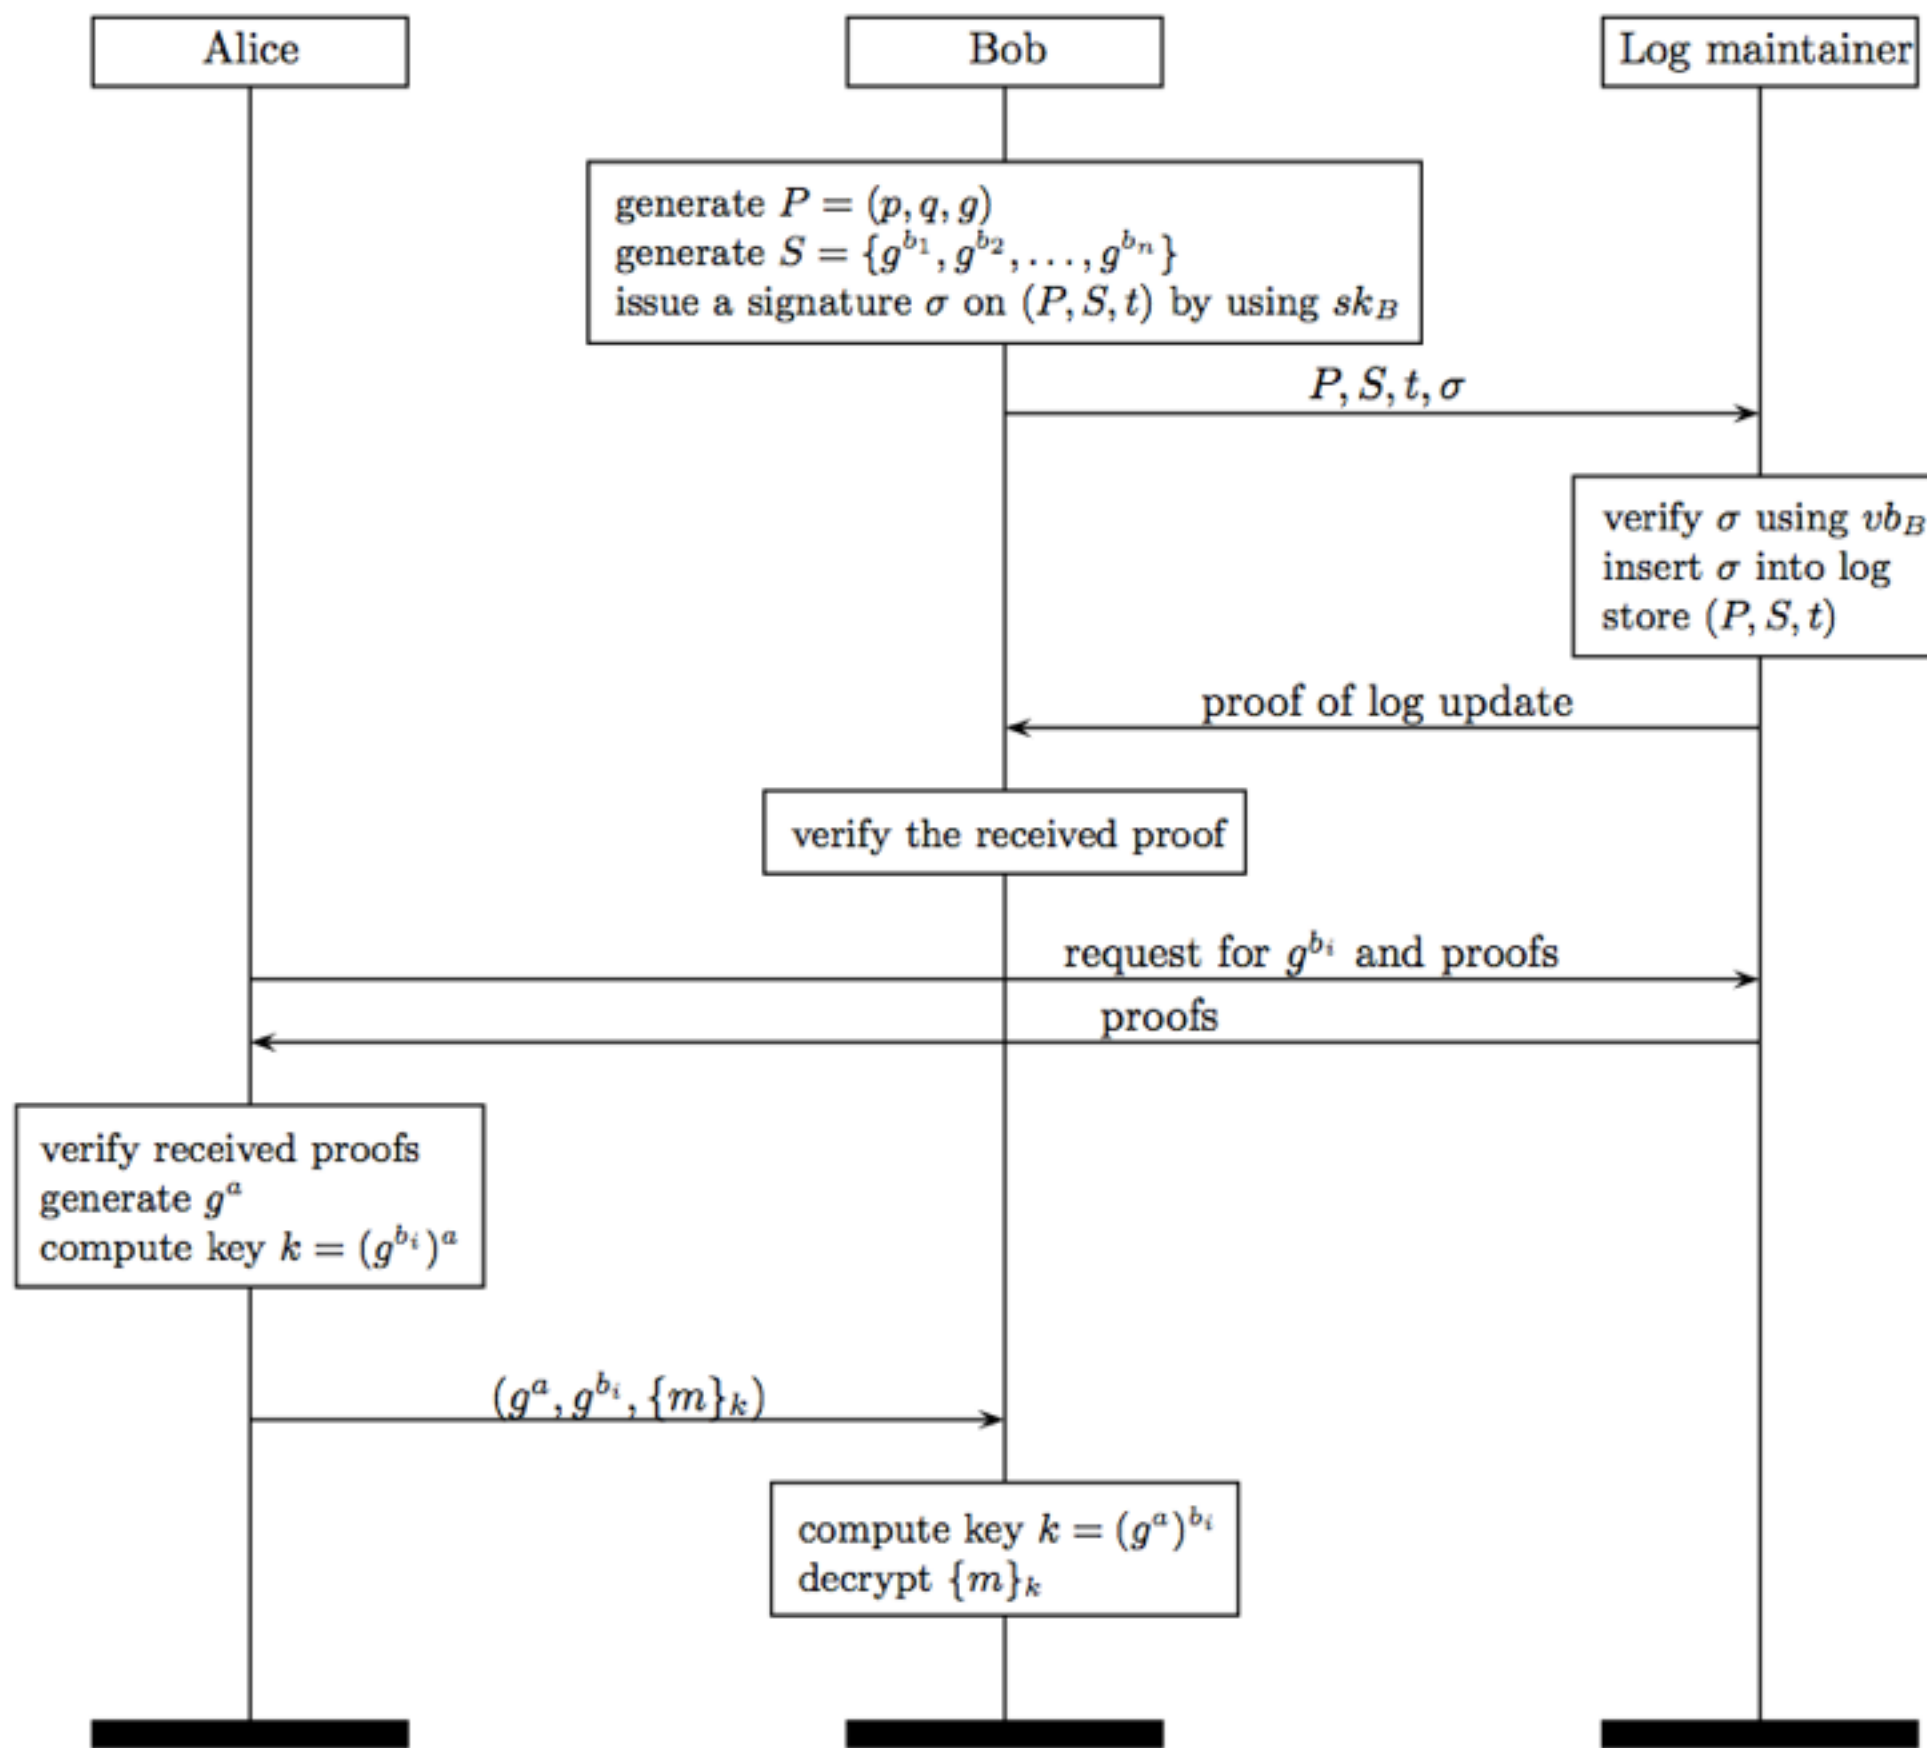 Alice
Bob
Log maintainer
generate P = (p, q, g)
generate S = {g^{b_1}, g^{b_2}, ..., g^{b_n}}
issue a signature σ on (P, S, t) by using sk_B
P, S, t, σ
verify σ using vb_B
insert σ into log
store (P, S, t)
proof of log update
verify the received proof
request for g^{b_i} and proofs
proofs
verify received proofs
generate g^a
compute key k = (g^{b_i})^a
(g^a, g^{b_i}, {m}_k)
compute key k = (g^a)^{b_i}
decrypt {m}_k